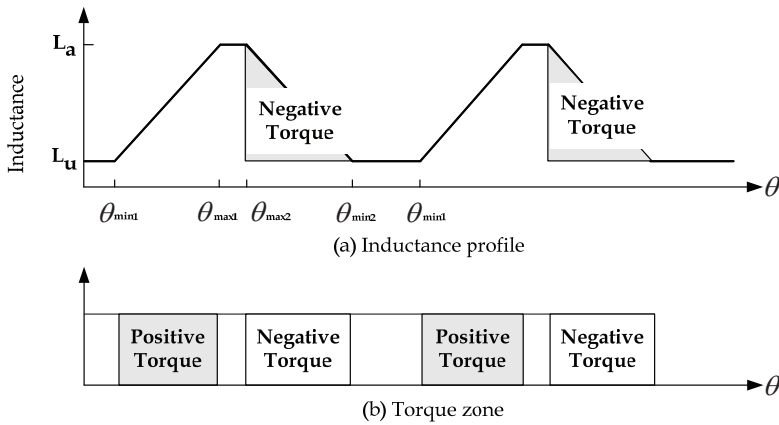 Inductance
La
Lu
Negative
Torque
Negative
Torque
θ
θmin1 θmax1 θmax2 θmin2 θmin1
(a) Inductance profile
Positive
Torque
Negative
Torque
Positive
Torque
Negative
Torque
θ
(b) Torque zone